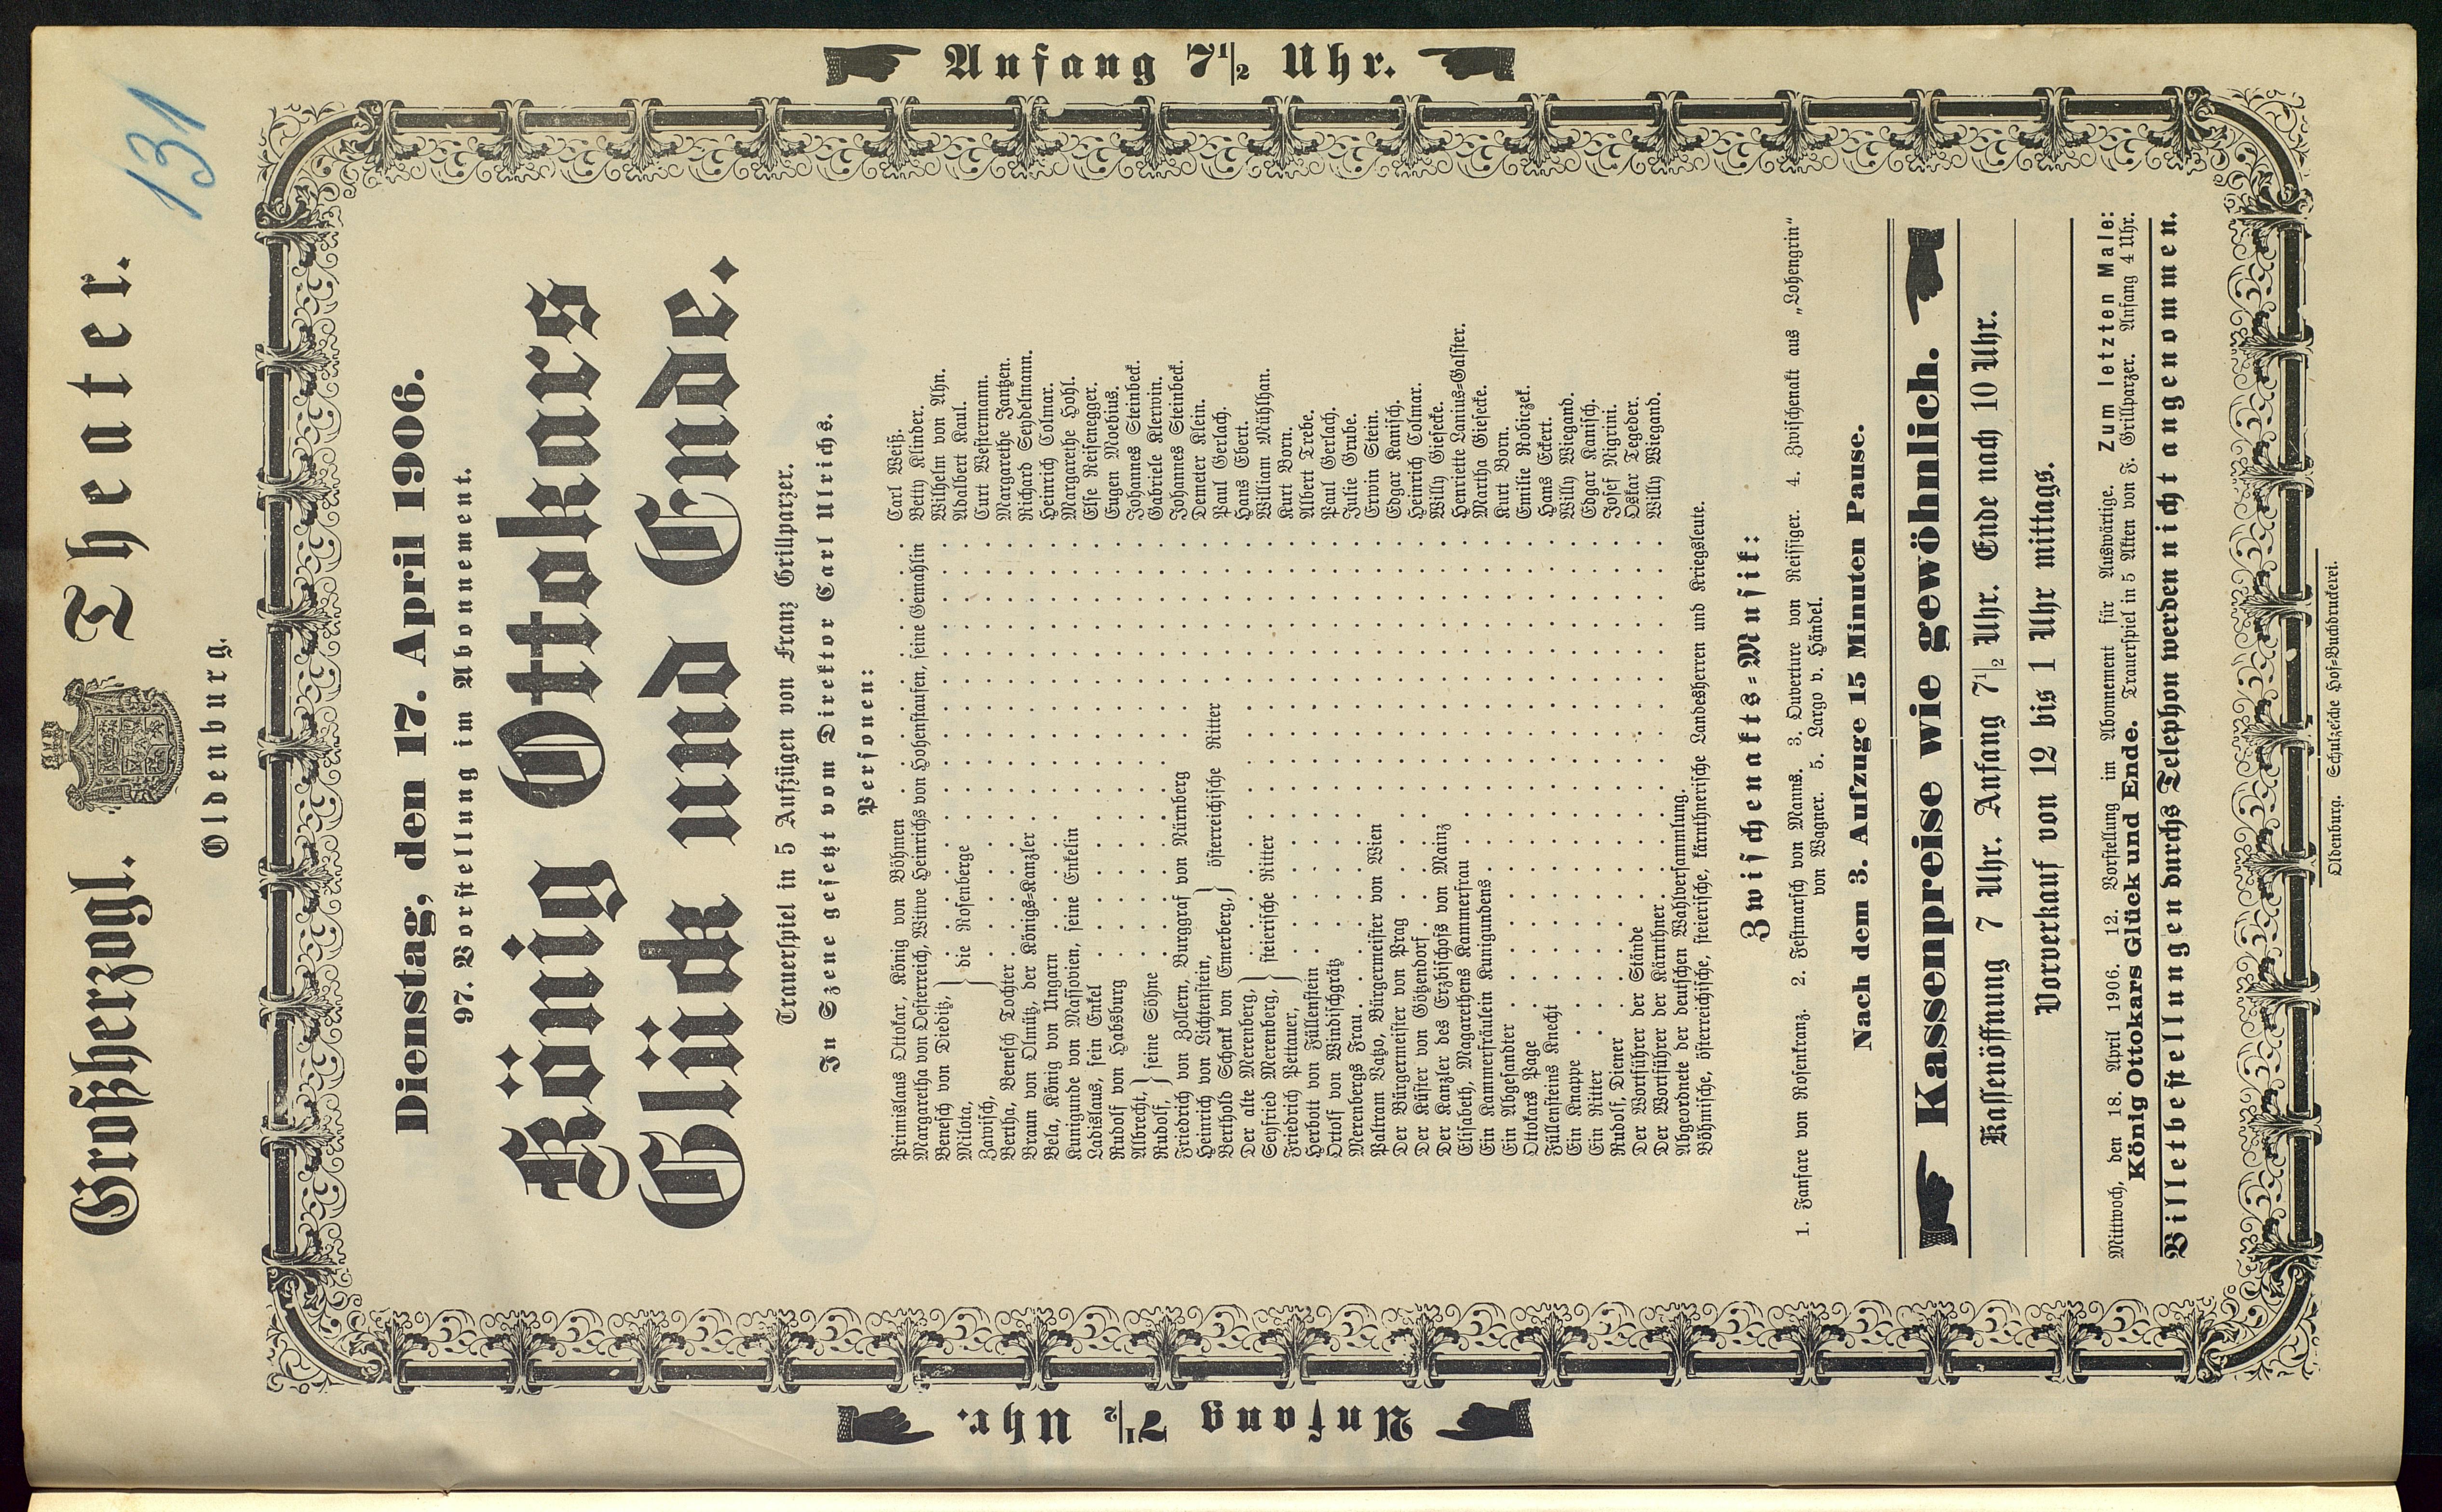 131
Großherzogl. Theater.
Oldenburg.
Anfang 7 1/2 Uhr.
Anfang 7 1/2 Uhr.
Dienstag, den 17. April 1906.
97. Vorstellung im Abonnement.
König Ottokars
Glück und Ende.
Trauerspiel in 5 Aufzügen von Franz Grillparzer.
In Szene gesetzt vom Direktor Carl Ulrichs.
Personen:
Primislaus Ottokar, König von Böhmen . . . Carl Weiß.
Margaretha von Oesterreich, Witwe Heinrichs von Hohenstaufen, seine Gemahlin . Betty Klinder.
Benesch von Dieditz, } . . . Wilhelm von Ahn.
Milota, } die Rosenberge . . . Adalbert Kaul.
Zawisch, } . . . Curt Westermann.
Bertha, Benesch Tochter . . . Margarethe Jantzen.
Braun von Olmütz, der Königs-Kanzler . . . Richard Seydelmann.
Bela, König von Ungarn . . . Heinrich Colmar.
Kunigunde von Massovien, seine Enkelin . . . Margarethe Hohl.
Ladislaus, sein Enkel . . . Else Reisenegger.
Rudolf von Habsburg . . . Eugen Moebius.
Albrecht, } seine Söhne . . . Johannes Steinbeck.
Rudolf, } . . . Gabriele Klerwin.
Friedrich von Zollern, Burggraf von Nürnberg . . . Johannes Steinbeck.
Heinrich von Lichtenstein, } österreichische Ritter . . . Demeter Klein.
Berthold Schenk von Emerberg, } . . . Paul Gerlach.
Der alte Merenberg, } . . . Hans Ebert.
Seyfried Merenberg, } steierische Ritter . . . William Mühlhan.
Friedrich Pettauer, } . . . Kurt Born.
Herbott von Füllenstein . . . Albert Trebe.
Ortolf von Windischgrätz . . . Paul Gerlach.
Merenbergs Frau . . . Julie Grube.
Paltram Vatzo, Bürgermeister von Wien . . . Erwin Stein.
Der Bürgermeister von Prag . . . Edgar Kanisch.
Der Küster von Götzendorf . . . Heinrich Colmar.
Der Kanzler des Erzbischofs von Mainz . . . Willy Giesecke.
Elisabeth, Magarethens Kammerfrau . . . Henriette Lanius-Galster.
Ein Kammerfräulein Kunigundens . . . Martha Giesecke.
Ein Abgesandter . . . Kurt Born.
Ottokars Page . . . Emilie Robiczek.
Füllensteins Knecht . . . Hans Eckert.
Ein Knappe . . . Willy Wiegand.
Ein Ritter . . . Edgar Kanisch.
Rudolf, Diener . . . Josef Nigrini.
Der Wortführer der Stände . . . Oskar Tegeder.
Der Wortführer der Kärnthner . . . Willy Wiegand.
Abgeordnete der deutschen Wahlversammlung.
Böhmische, österreichische, steierische, kärnthnerische Landesherren und Kriegsleute.
Zwischenakts-Musik:
1. Fanfare von Rosenkranz. 2. Festmarsch von Manns. 3. Ouverture von Reissiger. 4. Zwischenakt aus „Lohengrin“
von Wagner. 5. Largo v. Händel.
Nach dem 3. Aufzuge 15 Minuten Pause.
Kassenpreise wie gewöhnlich.
Kassenöffnung 7 Uhr. Anfang 7 1/2 Uhr. Ende nach 10 Uhr.
Vorverkauf von 12 bis 1 Uhr mittags.
Mittwoch, den 18. April 1906. 12. Vorstellung im Abonnement für Auswärtige. Zum letzten Male:
König Ottokars Glück und Ende. Trauerspiel in 5 Akten von F. Grillparzer. Anfang 4 Uhr.
Billetbestellungen durchs Telephon werden nicht angenommen.
Oldenburg. Schulzesche Hof-Buchdruckerei.